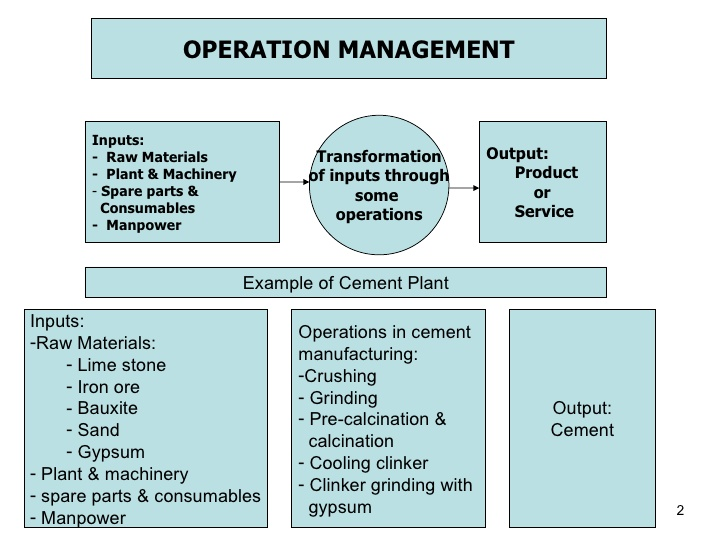 OPERATION MANAGEMENT
Inputs:
- Raw Materials
- Plant & Machinery
- Spare parts &
Consumables
- Manpower
Transformation
of inputs through
some
operations
Output:
Product
or
Service
Example of Cement Plant
Inputs:
-Raw Materials:
- Lime stone
- Iron ore
- Bauxite
- Sand
- Gypsum
- Plant & machinery
- spare parts & consumables
- Manpower
Operations in cement
manufacturing:
-Crushing
- Grinding
- Pre-calcination &
calcination
- Cooling clinker
- Clinker grinding with
gypsum
Output:
Cement
2